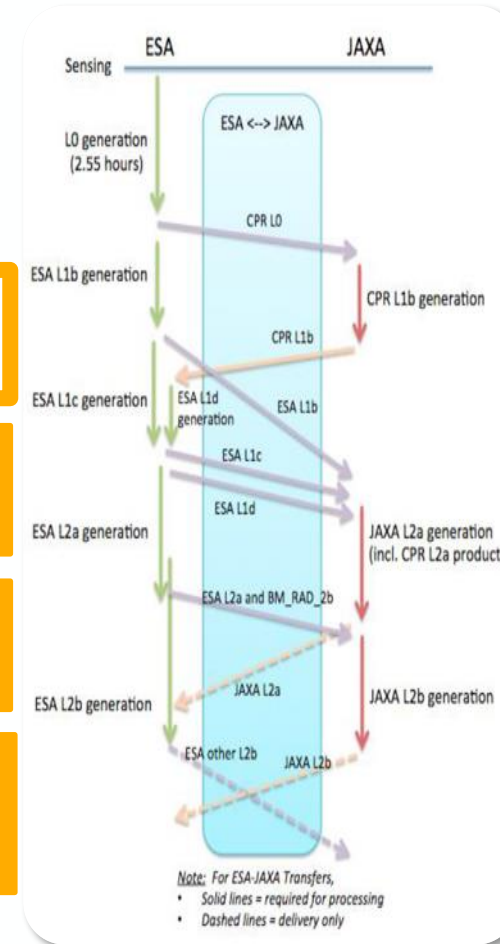 ESA
JAXA
Sensing
ESA <--> JAXA
L0 generation
(2.55 hours)
CPR L0
ESA L1b generation
CPR L1b generation
CPR L1b
ESA L1c generation
ESA L1d
generation
ESA L1b
ESA L1c
ESA L1d
ESA L2a generation
JAXA L2a generation
(incl. CPR L2a product
ESA L2a and BM_RAD_2b
JAXA L2a
ESA L2b generation
JAXA L2b generation
ESA other L2b
JAXA L2b
Note: For ESA-JAXA Transfers,
• Solid lines = required for processing
• Dashed lines = delivery only